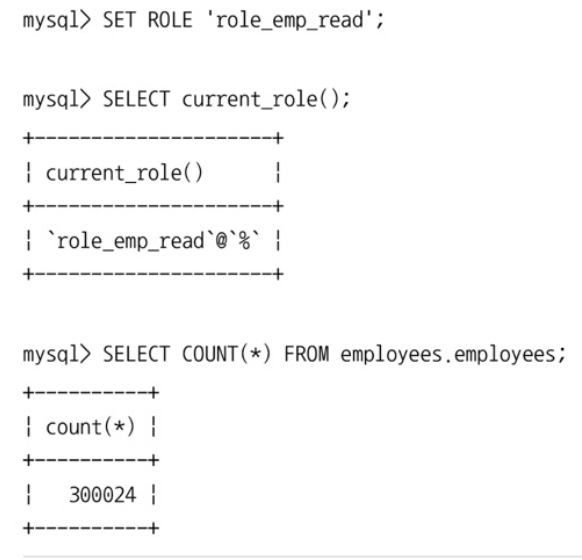 mysql> SET ROLE 'role_emp_read';
mysql> SELECT current_role();
+---------------------+
¦ current_role()      ¦
+---------------------+
¦ `role_emp_read`@`%` ¦
+---------------------+
mysql> SELECT COUNT(*) FROM employees.employees;
+----------+
¦ count(*) ¦
+----------+
¦   300024 ¦
+----------+